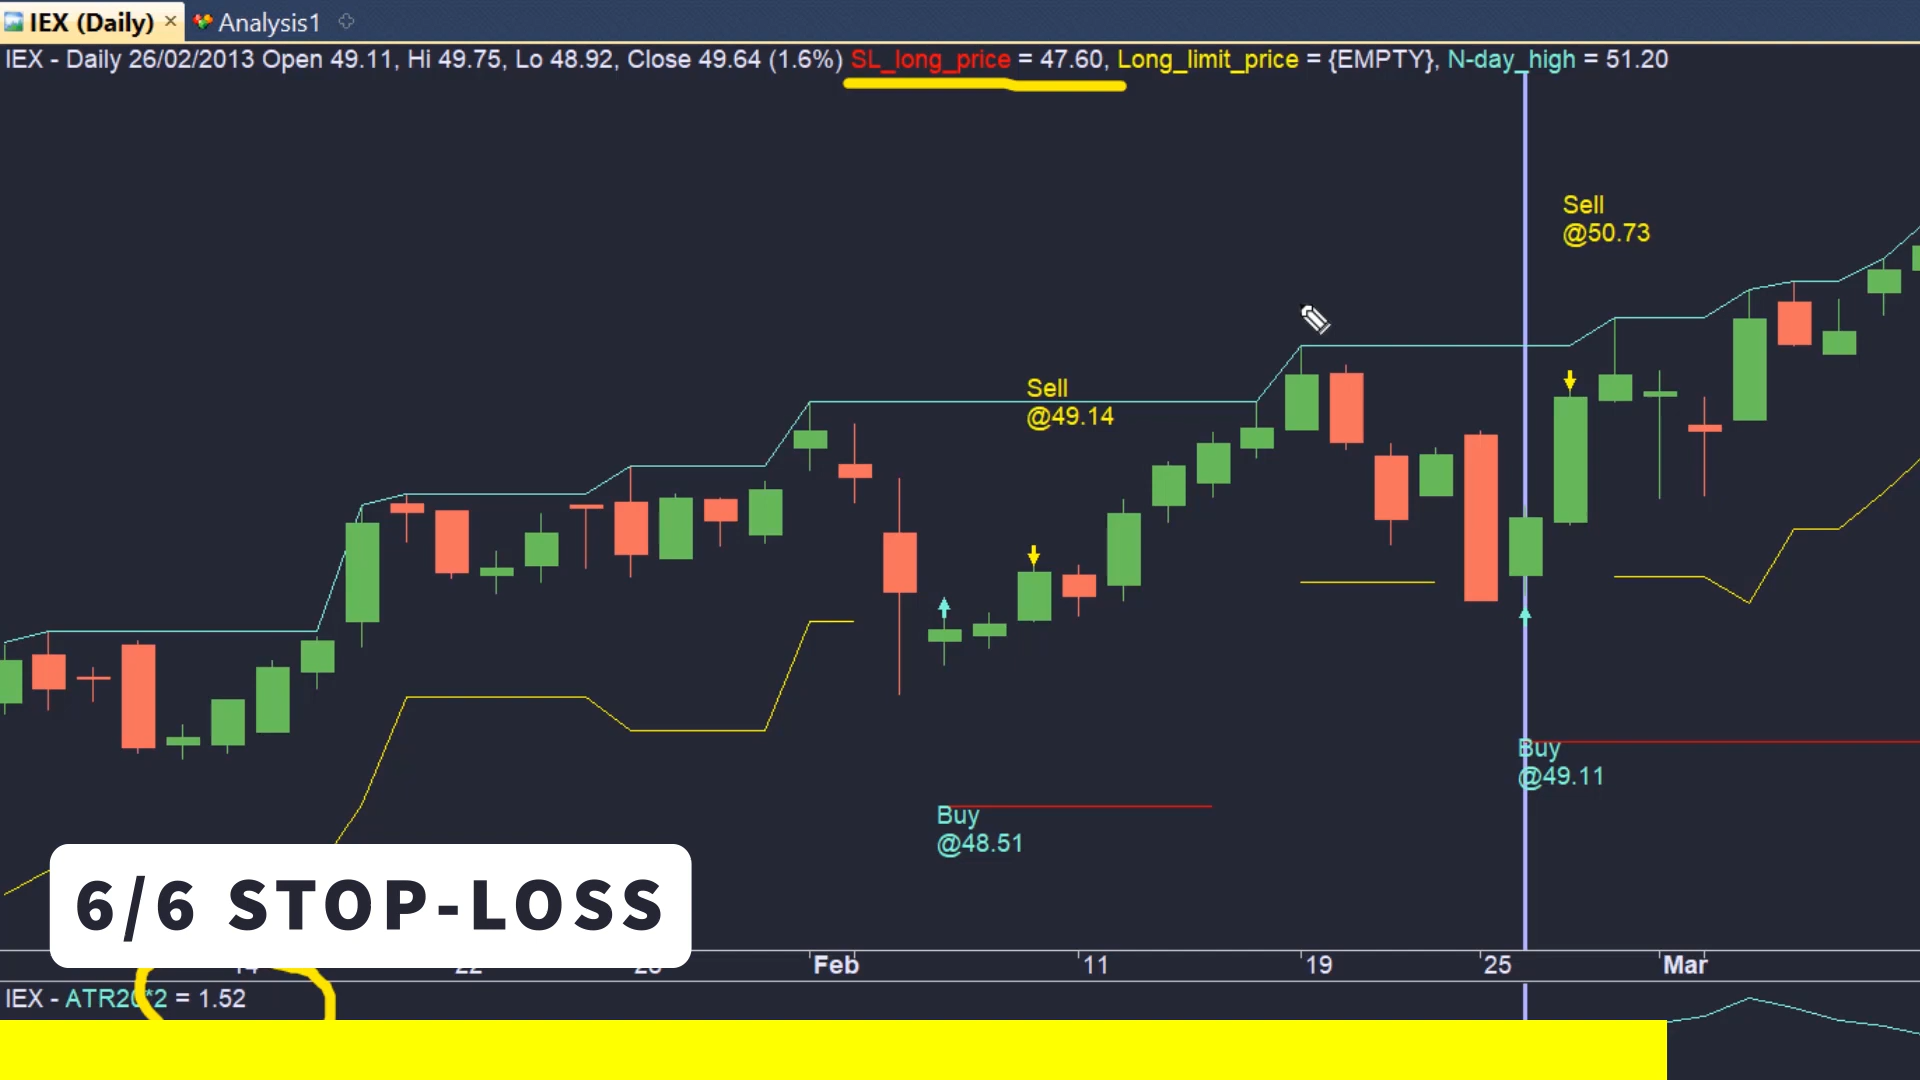 IEX (Daily) × Analysis1
IEX - Daily 26/02/2013 Open 49.11, Hi 49.75, Lo 48.92, Close 49.64 (1.6%) SL_long_price = 47.60, Long_limit_price = {EMPTY}, N-day_high = 51.20
Sell
@50.73
Sell
@49.14
Buy
@49.11
Buy
@48.51
6/6 STOP-LOSS
Feb 11 19 25 Mar
IEX - ATR20*2 = 1.52